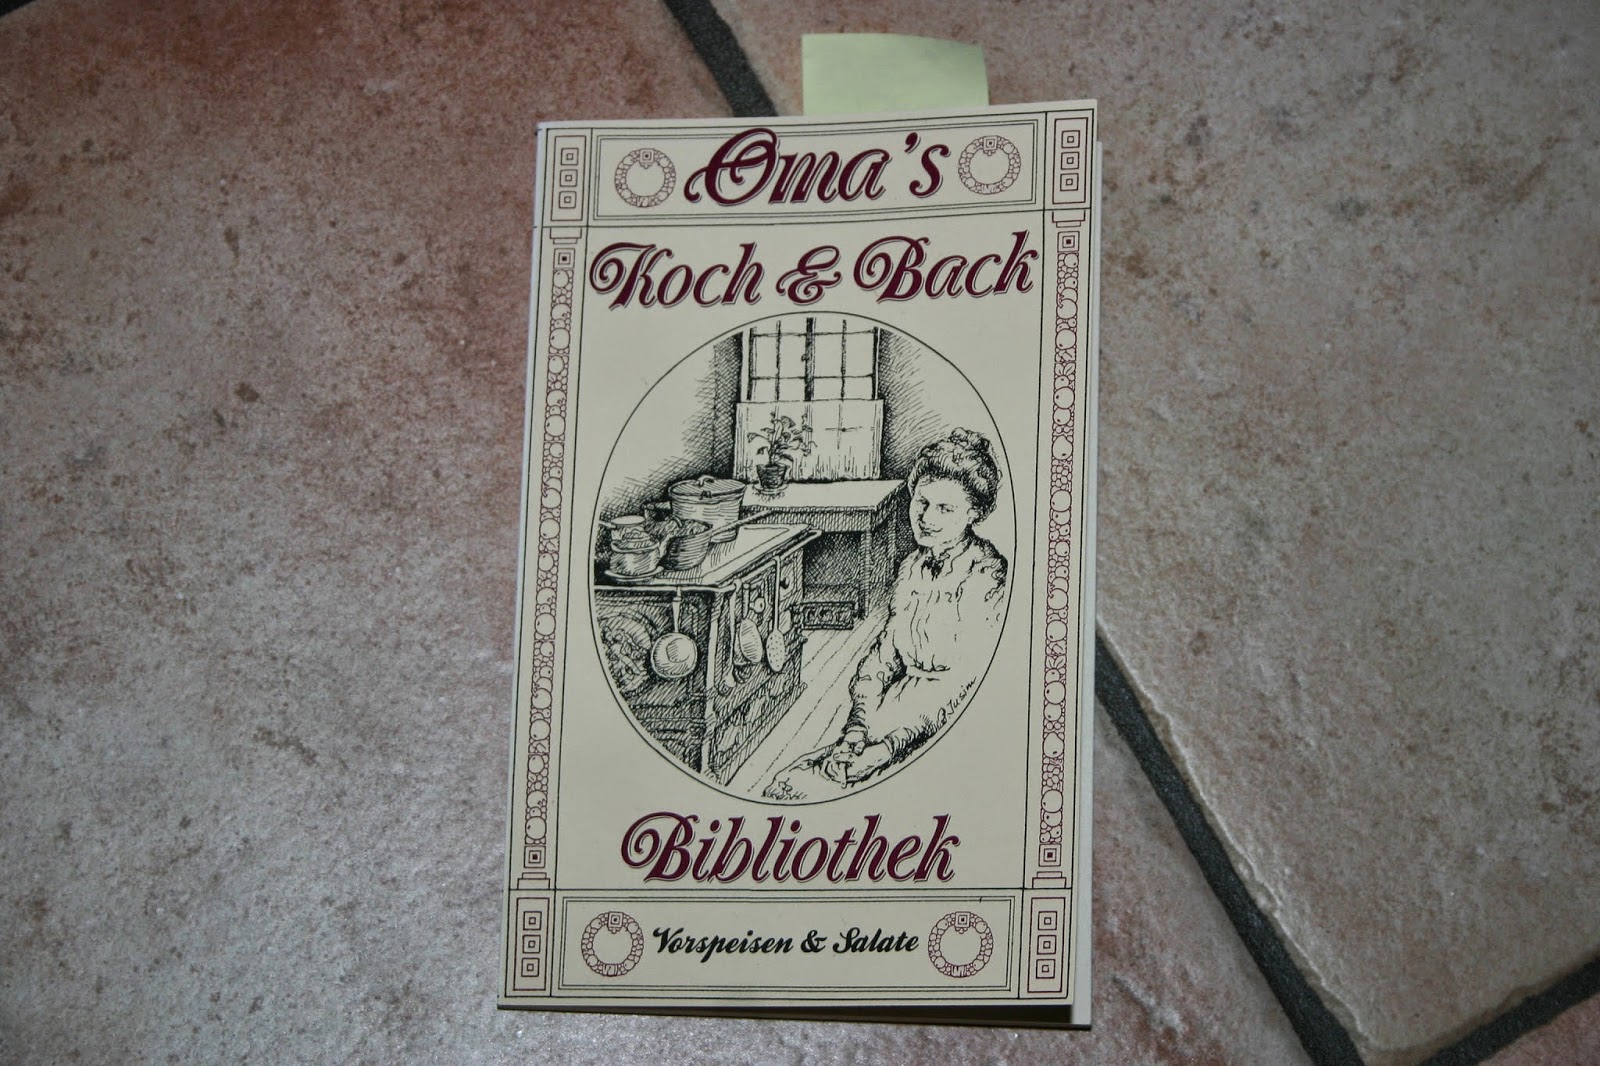 Oma's
Koch & Back
Bibliothek
Vorspeisen & Salate